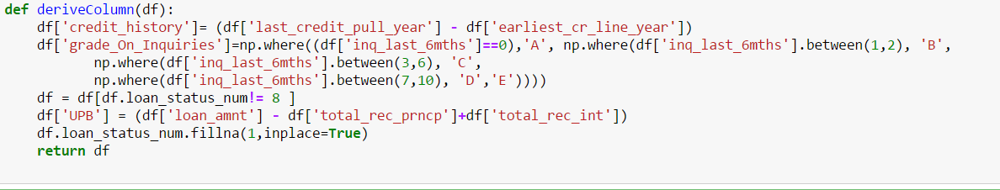 def deriveColumn(df):
    df['credit_history']= (df['last_credit_pull_year'] - df['earliest_cr_line_year'])
    df['grade_On_Inquiries']=np.where((df['inq_last_6mths']==0),'A', np.where(df['inq_last_6mths'].between(1,2), 'B',
           np.where(df['inq_last_6mths'].between(3,6), 'C',
           np.where(df['inq_last_6mths'].between(7,10), 'D','E'))))
    df = df[df.loan_status_num!= 8 ]
    df['UPB'] = (df['loan_amnt'] - df['total_rec_prncp']+df['total_rec_int'])
    df.loan_status_num.fillna(1,inplace=True)
    return df